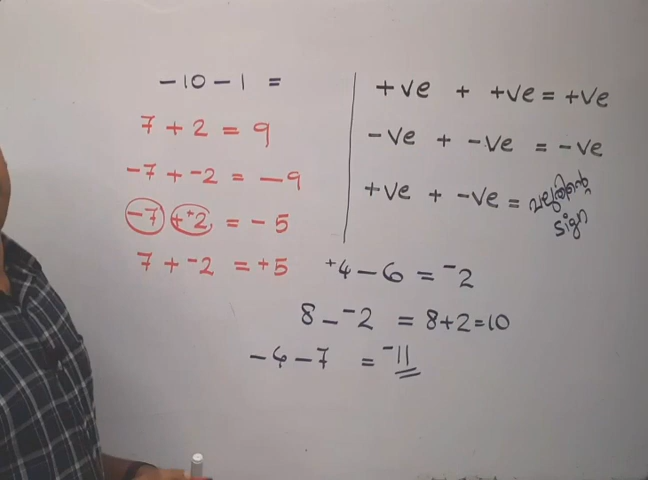 -10-1 =
7+2 = 9
-7+-2 = -9
-7 ++2 = -5
7+-2 = +5
+ve + +ve = +ve
-ve + -ve = -ve
+ve + -ve = വലുതിന്റെ
sign
+4-6 = -2
8--2 = 8+2=10
-4-7 = -11